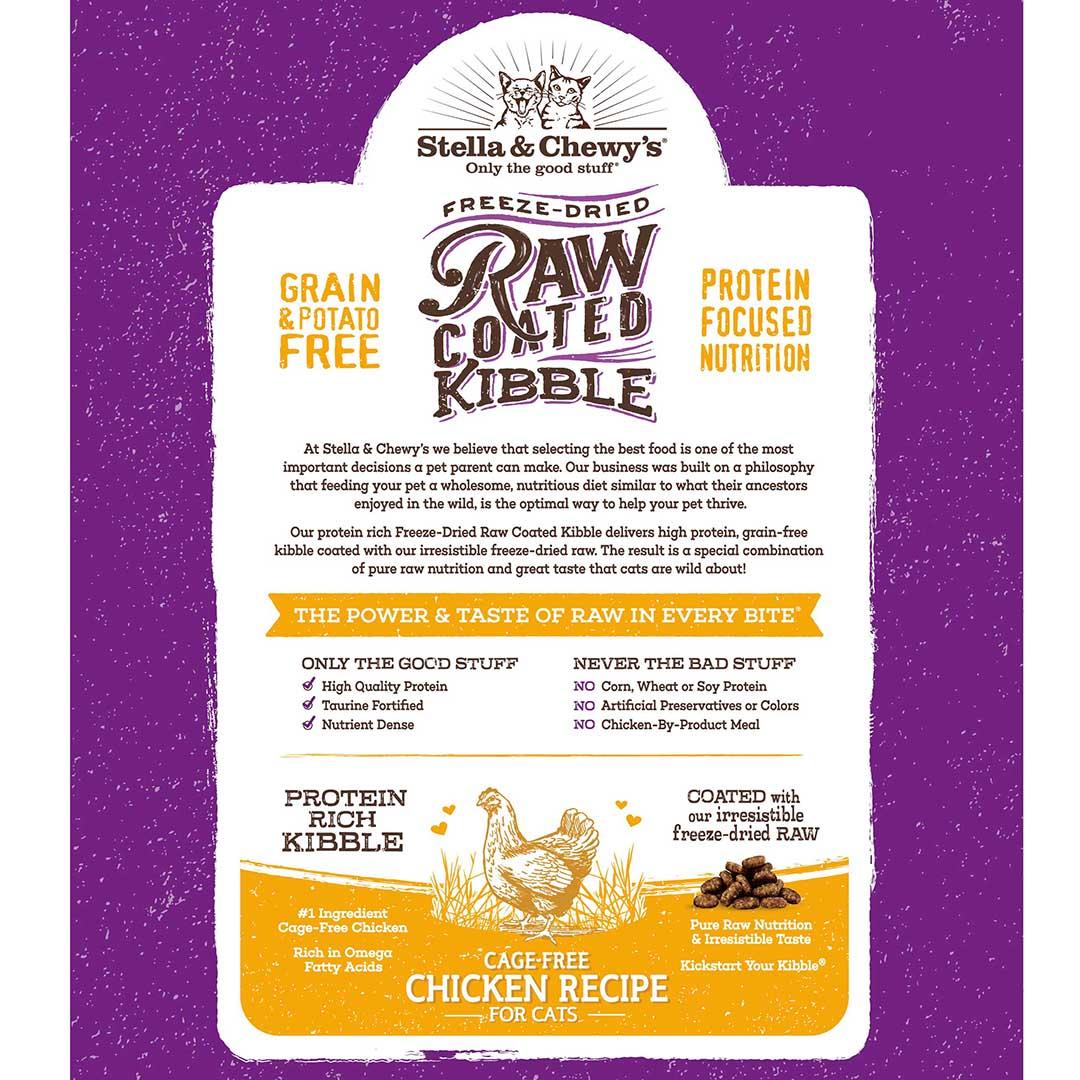 Stella & Chewy's®
Only the good stuff®
FREEZE-DRIED
RAW
COATED
KIBBLE
GRAIN
& POTATO
FREE
PROTEIN
FOCUSED
NUTRITION
At Stella & Chewy's we believe that selecting the best food is one of the most
important decisions a pet parent can make. Our business was built on a philosophy
that feeding your pet a wholesome, nutritious diet similar to what their ancestors
enjoyed in the wild, is the optimal way to help your pet thrive.
Our protein rich Freeze-Dried Raw Coated Kibble delivers high protein, grain-free
kibble coated with our irresistible freeze-dried raw. The result is a special combination
of pure raw nutrition and great taste that cats are wild about!
THE POWER & TASTE OF RAW IN EVERY BITE®
ONLY THE GOOD STUFF
High Quality Protein
Taurine Fortified
Nutrient Dense
NEVER THE BAD STUFF
NO Corn, Wheat or Soy Protein
NO Artificial Preservatives or Colors
NO Chicken-By-Product Meal
PROTEIN
RICH
KIBBLE
#1 Ingredient
Cage-Free Chicken
Rich in Omega
Fatty Acids
COATED with
our irresistible
freeze-dried RAW
Pure Raw Nutrition
& Irresistible Taste
Kickstart Your Kibble®
CAGE-FREE
CHICKEN RECIPE
FOR CATS